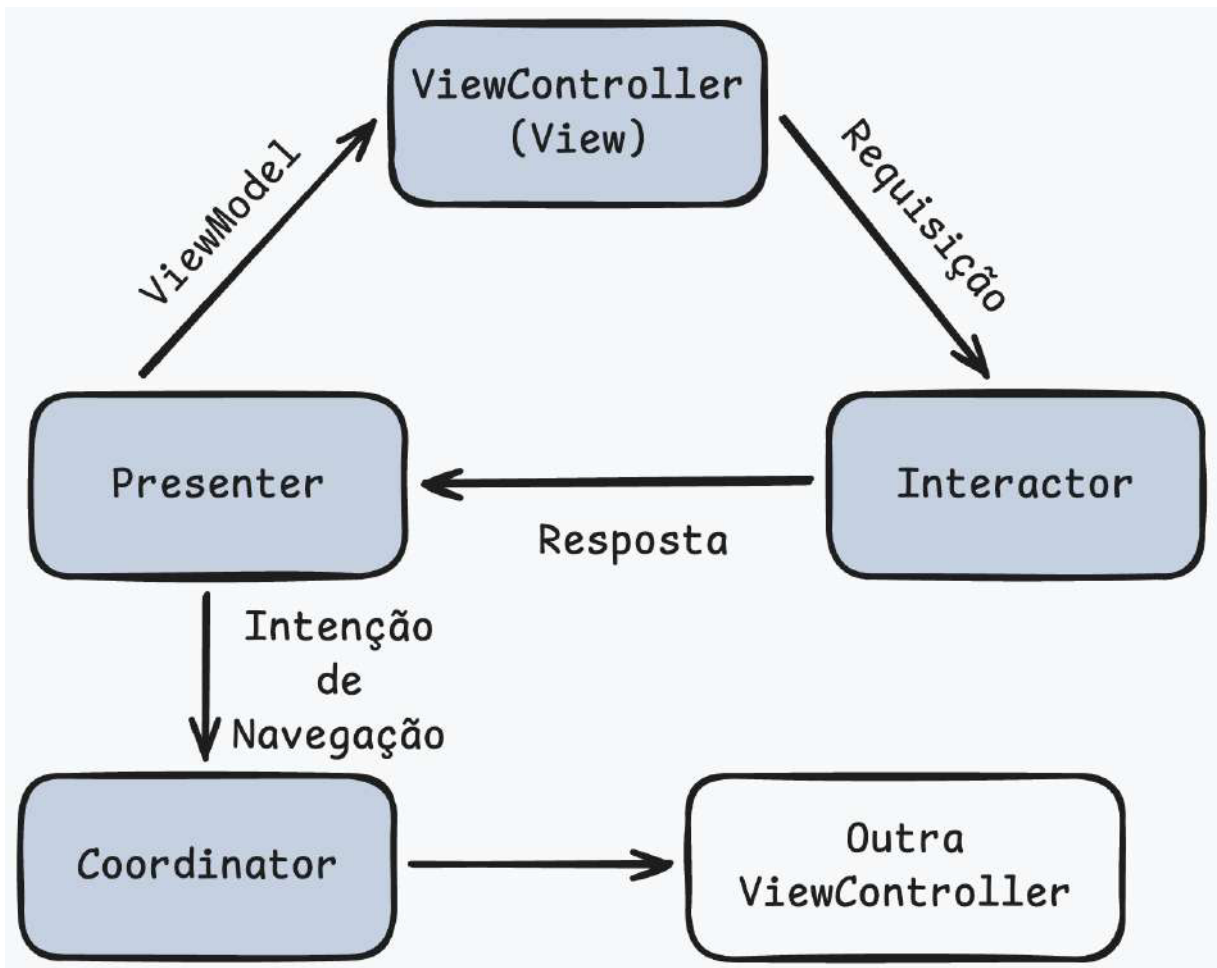 ViewController
(View)
ViewModel
Requisição
Presenter
Interactor
Resposta
Intenção
de
Navegação
Coordinator
Outra
ViewController